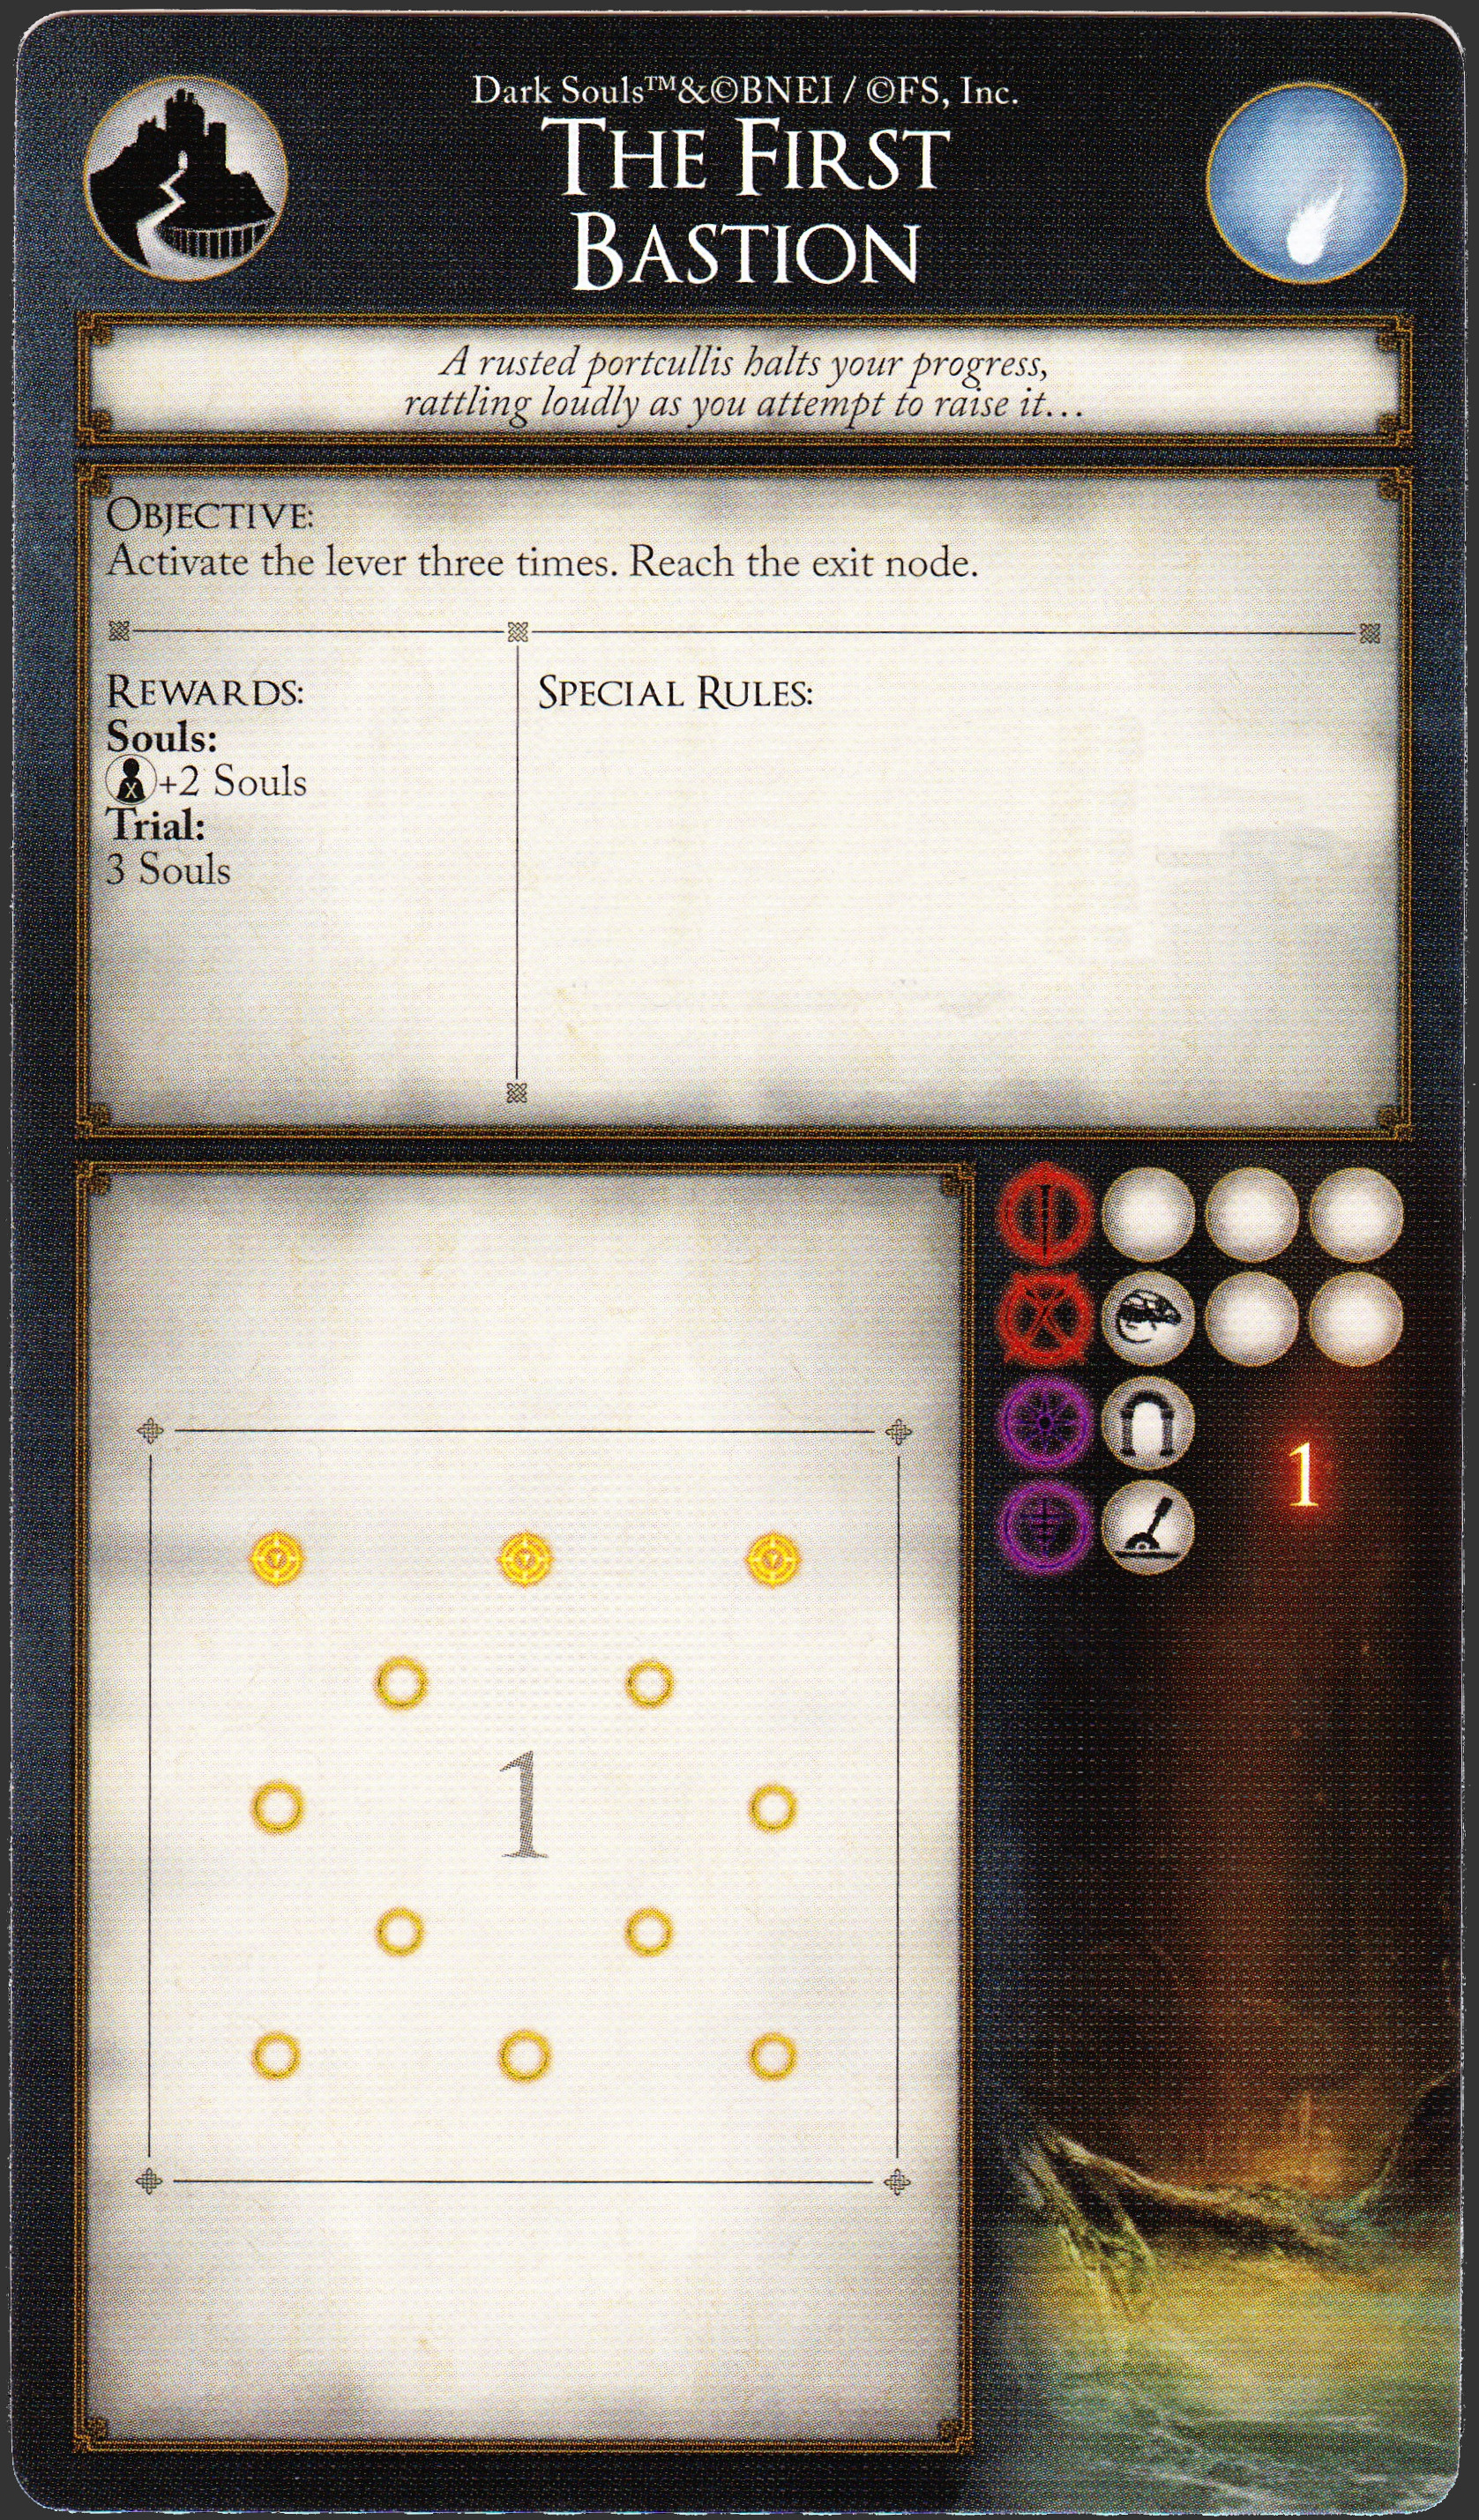 Dark Souls™&©BNEI / ©FS, Inc.
THE FIRST
BASTION
A rusted portcullis halts your progress,
rattling loudly as you attempt to raise it…
OBJECTIVE:
Activate the lever three times. Reach the exit node.
REWARDS:
Souls:
X+2 Souls
Trial:
3 Souls
SPECIAL RULES:
1
1